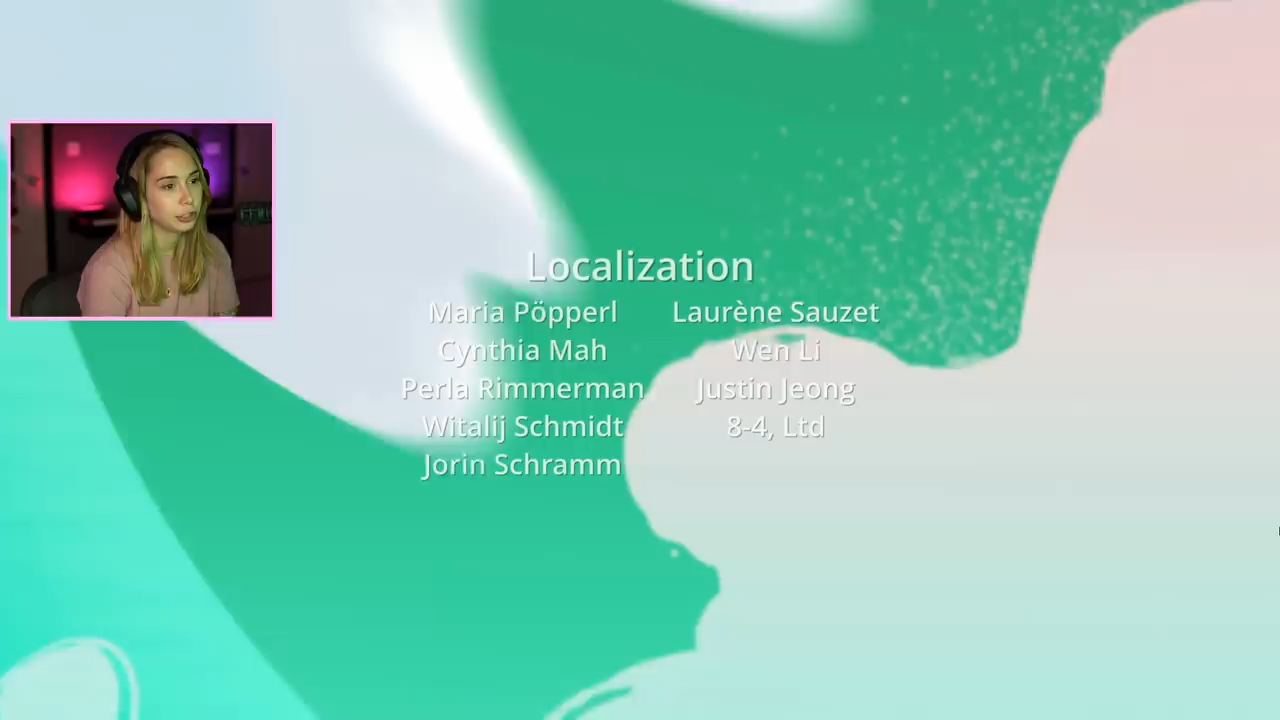 Localization
Maria Pöpperl
Cynthia Mah
Perla Rimmerman
Witalij Schmidt
Jorin Schramm
Laurène Sauzet
Wen Li
Justin Jeong
8-4, Ltd